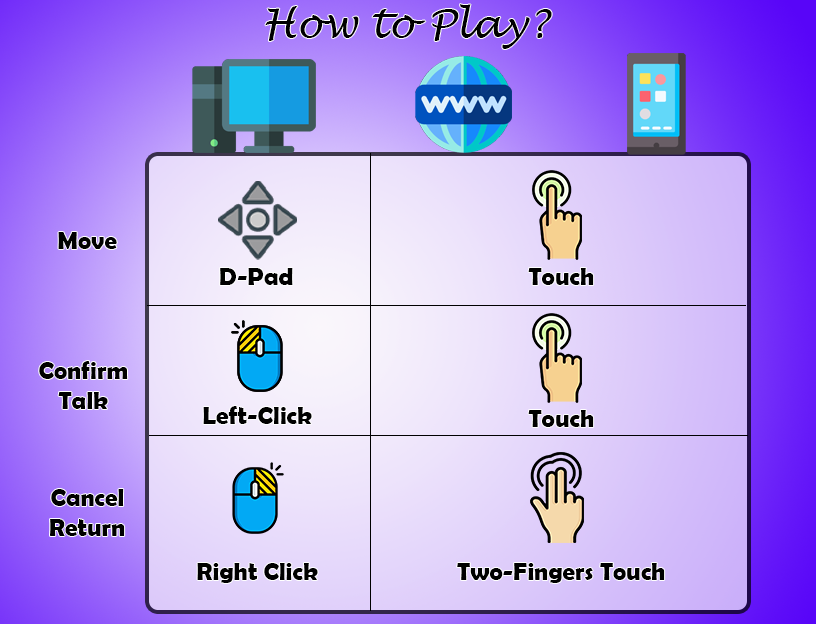 How to Play?
www
Move
D-Pad
Touch
Confirm
Talk
Left-Click
Touch
Cancel
Return
Right Click
Two-Fingers Touch